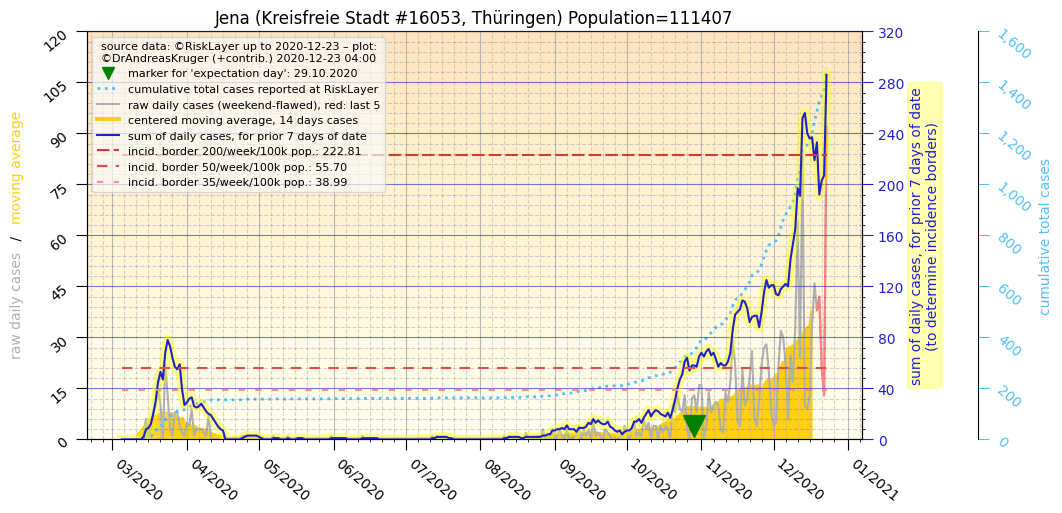 Jena (Kreisfreie Stadt #16053, Thüringen) Population=111407
source data: ©RiskLayer up to 2020-12-23 – plot:
©DrAndreasKruger (+contrib.) 2020-12-23 04:00
marker for 'expectation day': 29.10.2020
cumulative total cases reported at RiskLayer
raw daily cases (weekend-flawed), red: last 5
centered moving average, 14 days cases
sum of daily cases, for prior 7 days of date
incid. border 200/week/100k pop.: 222.81
incid. border 50/week/100k pop.: 55.70
incid. border 35/week/100k pop.: 38.99
raw daily cases / moving average
120
105
90
75
60
45
30
15
0
03/2020
04/2020
05/2020
06/2020
07/2020
08/2020
09/2020
10/2020
11/2020
12/2020
01/2021
320
280
240
200
160
120
80
40
0
sum of daily cases, for prior 7 days of date
(to determine incidence borders)
1,600
1,400
1,200
1,000
800
600
400
200
0
cumulative total cases